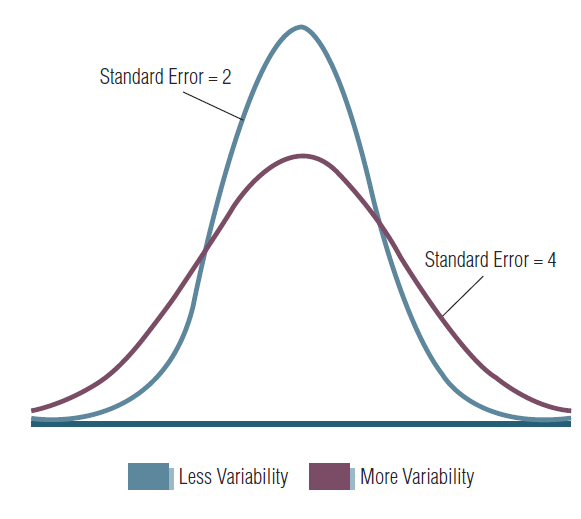 Standard Error = 2
Standard Error = 4
Less Variability
More Variability